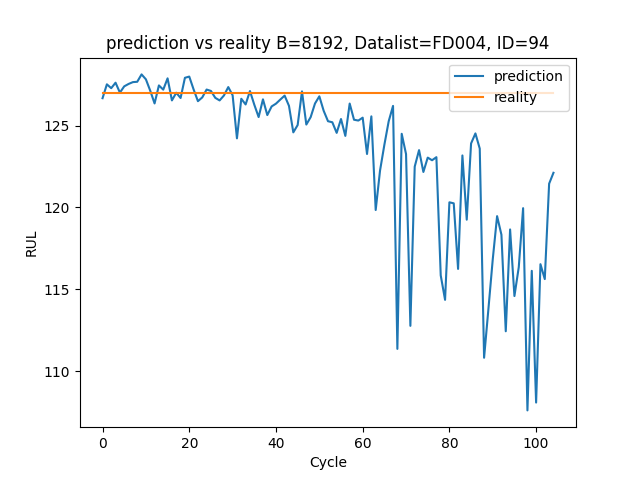 prediction vs reality B=8192, Datalist=FD004, ID=94
prediction
reality
RUL
125
120
115
110
0 20 40 60 80 100
Cycle